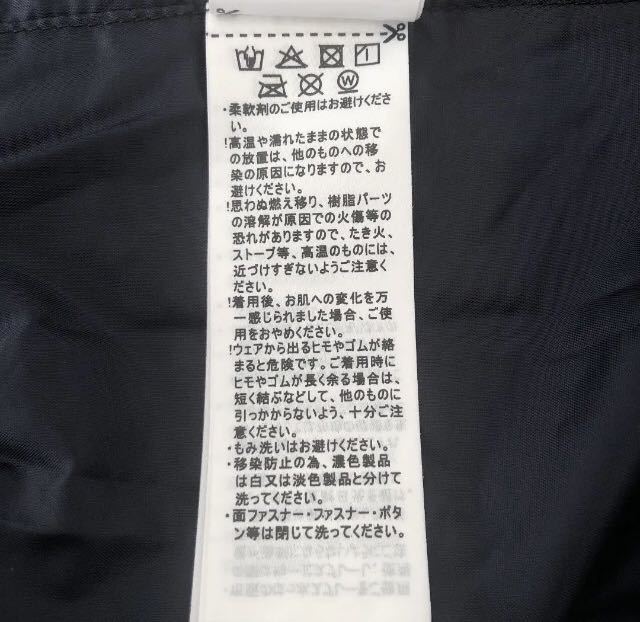 ・柔軟剤のご使用はお避けくださ
い。
!高温や濡れたままの状態で
の放置は、他のものへの移
染の原因になりますので、お
避けください。
!思わぬ燃え移り、樹脂パーツ
の溶解が原因での火傷等の
恐れがありますので、たき火、
ストーブ等、高温のものには、
近づけすぎないようご注意く
ださい。
!着用後、お肌への変化を万
一感じられました場合、ご使
用をおやめください。
!ウェアから出るヒモやゴムが絡
まると危険です。ご着用時に
ヒモやゴムが長く余る場合は、
短く結ぶなどして、他のものに
引っかからないよう、十分ご注
意ください。
・もみ洗いはお避けください。
・移染防止の為、濃色製品
は白又は淡色製品と分けて
洗ってください。
・面ファスナー・ファスナー・ボタ
ン等は閉じて洗ってください。